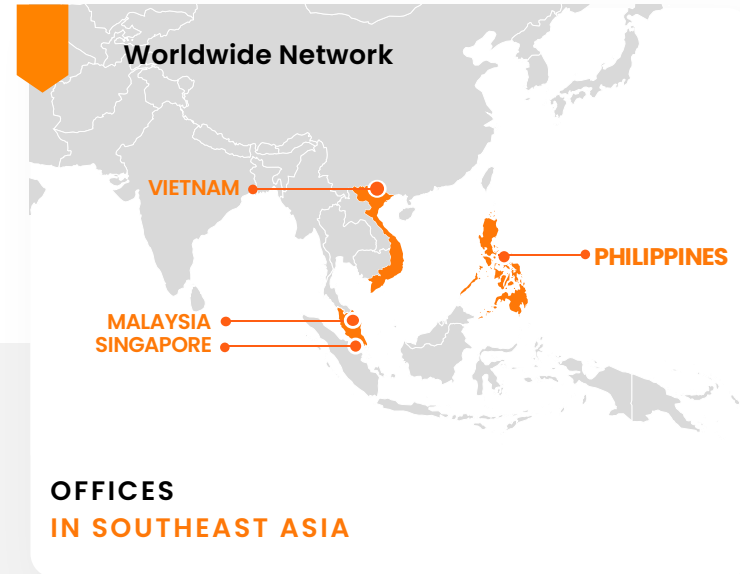 Worldwide Network
VIETNAM
PHILIPPINES
MALAYSIA
SINGAPORE
OFFICES
IN SOUTHEAST ASIA